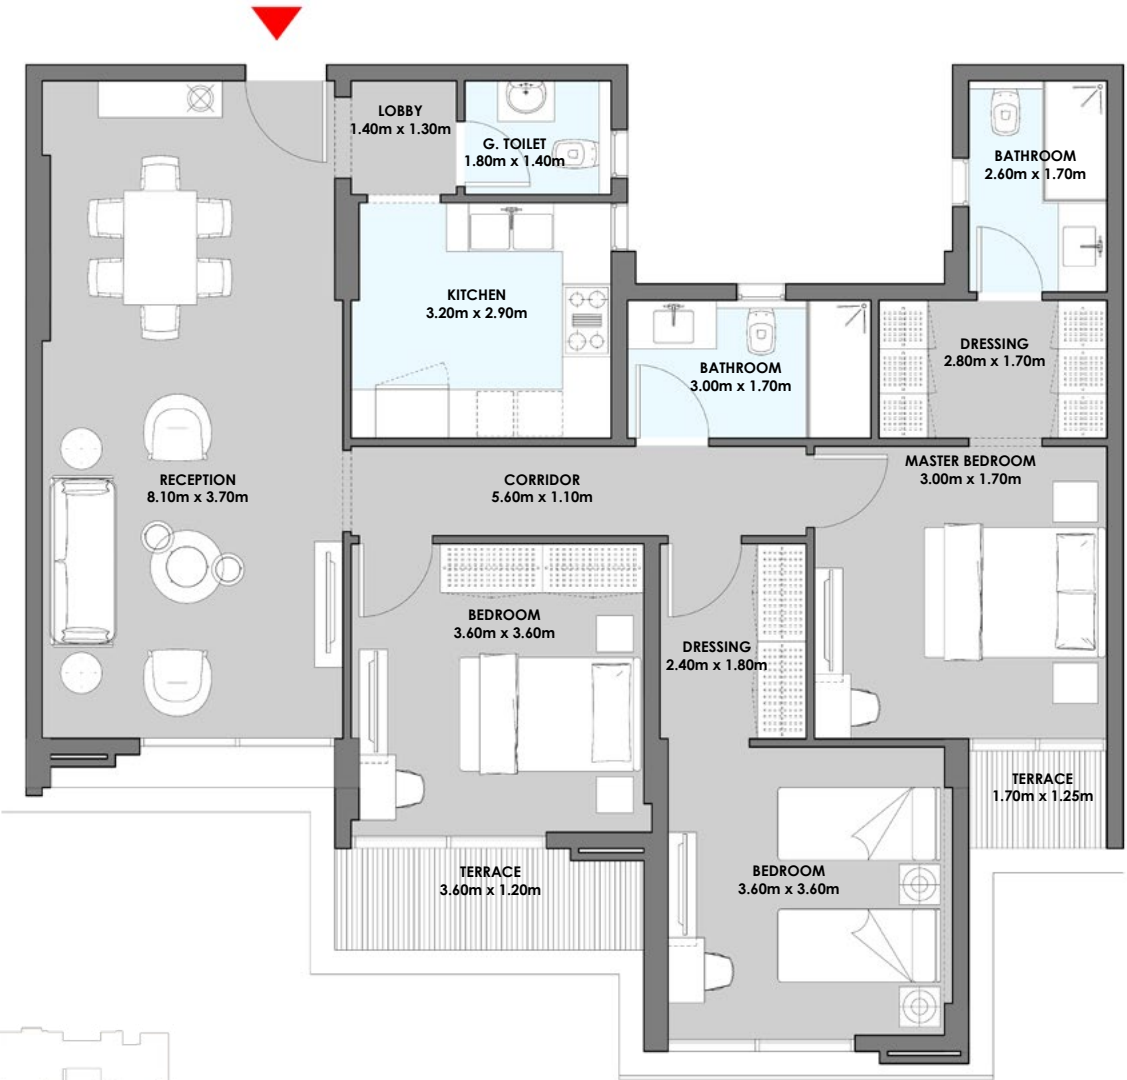 LOBBY
1.40m x 1.30m
G. TOILET
1.80m x 1.40m
BATHROOM
2.60m x 1.70m
KITCHEN
3.20m x 2.90m
BATHROOM
3.00m x 1.70m
DRESSING
2.80m x 1.70m
RECEPTION
8.10m x 3.70m
CORRIDOR
5.60m x 1.10m
MASTER BEDROOM
3.00m x 1.70m
BEDROOM
3.60m x 3.60m
DRESSING
2.40m x 1.80m
TERRACE
1.70m x 1.25m
TERRACE
3.60m x 1.20m
BEDROOM
3.60m x 3.60m